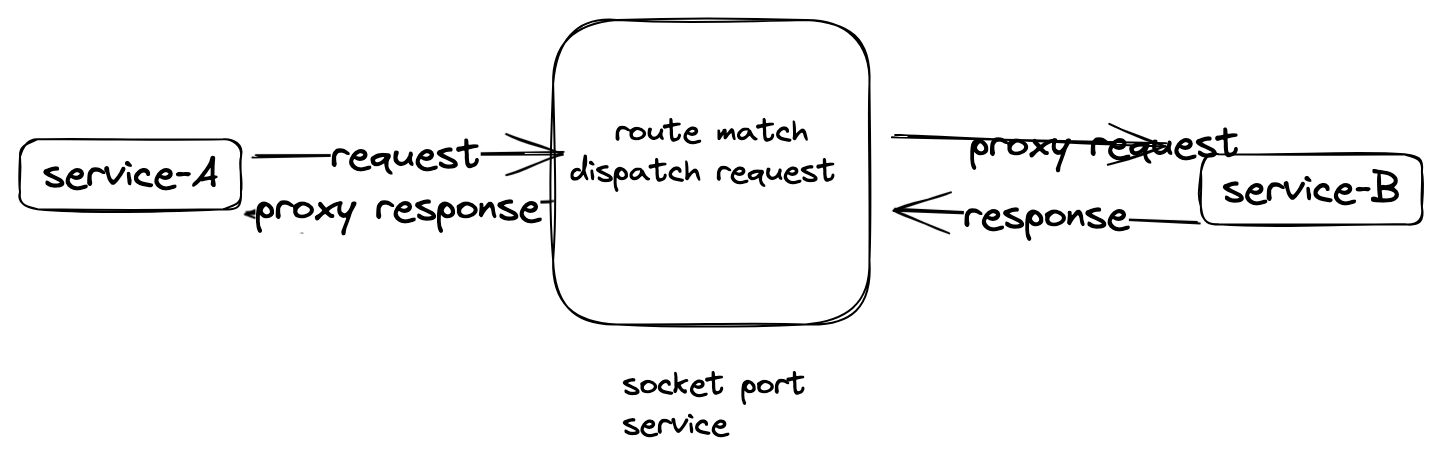 route match
dispatch request
service-A
request
proxy response
proxy request
service-B
response
socket port
service